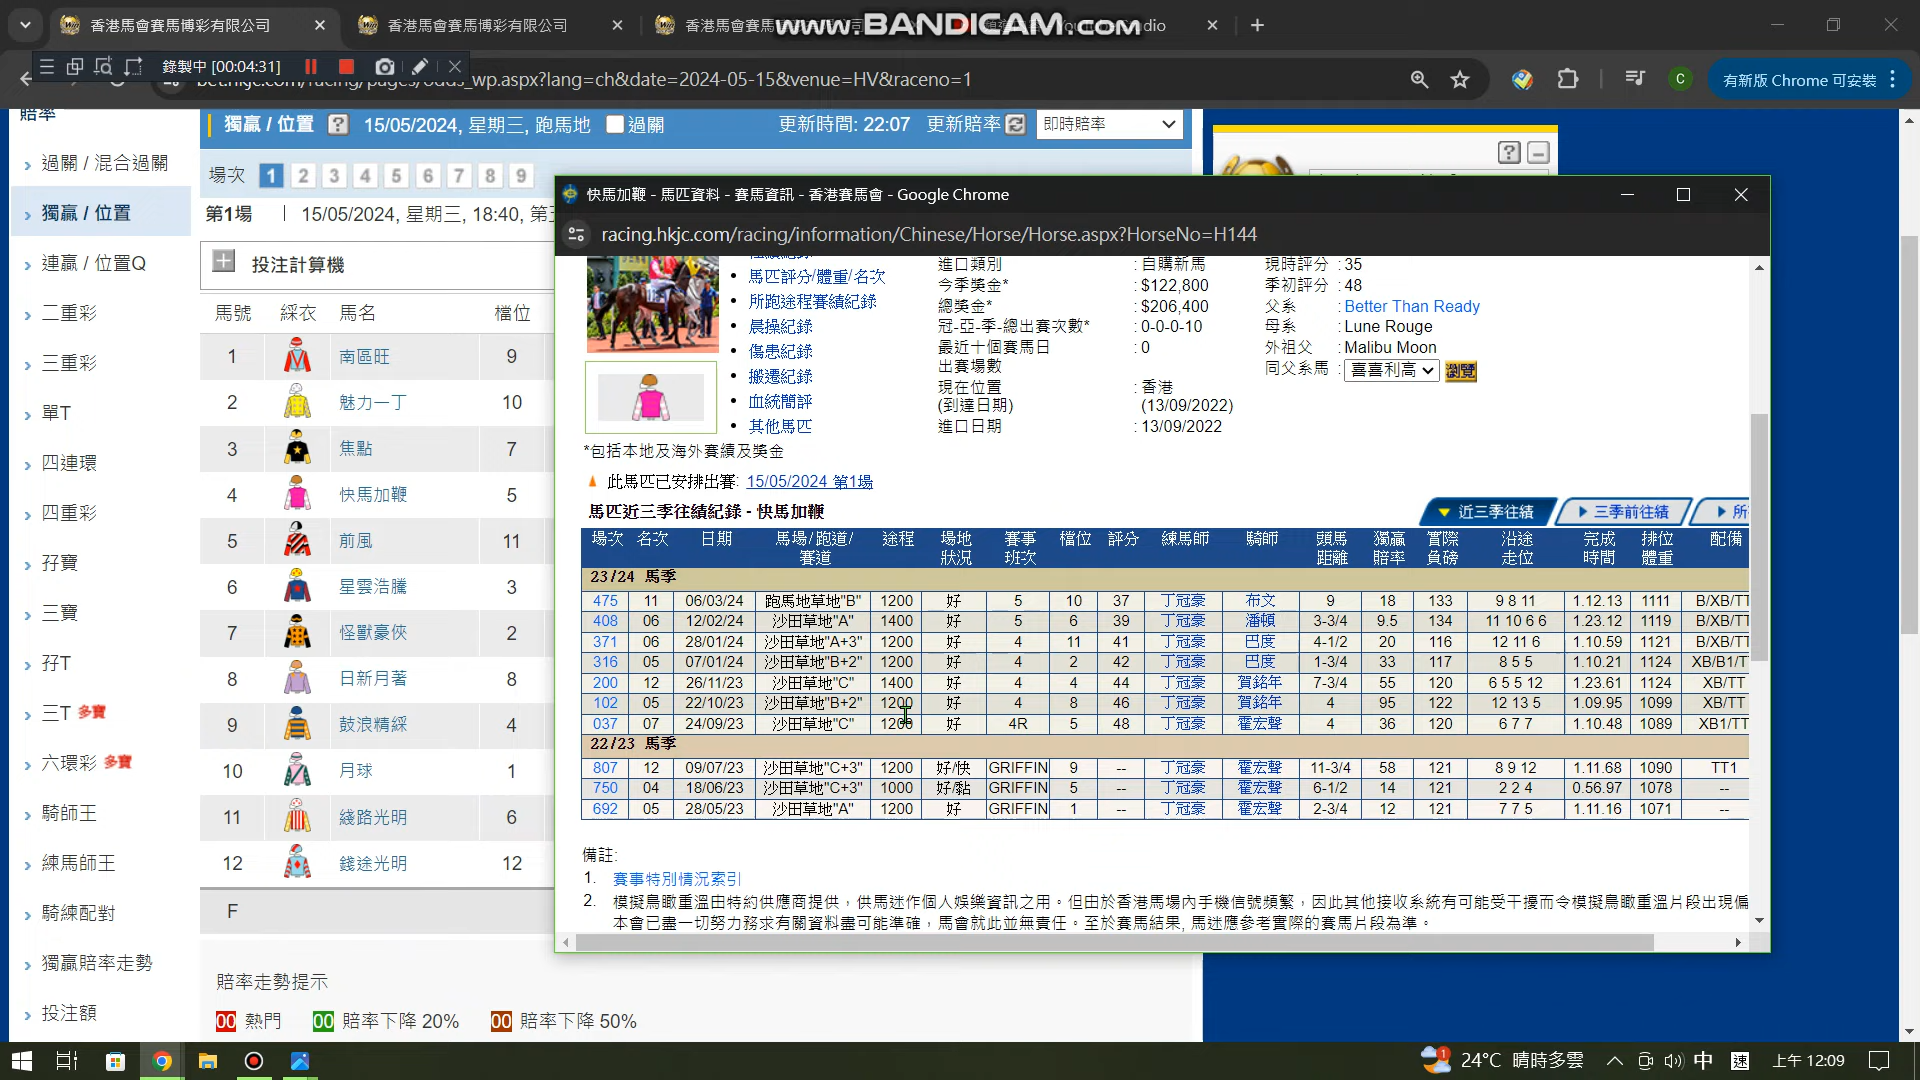 香港馬會賽馬博彩有限公司
香港馬會賽馬博彩有限公司
香港馬會賽馬
www.BANDICAM.com
錄製中 [00:04:31]
bet.hkjc.com/racing/pages/odds_wp.aspx?lang=ch&date=2024-05-15&venue=HV&raceno=1
C
有新版 Chrome 可安裝
賠率
過關 / 混合過關
獨贏 / 位置
連贏 / 位置Q
二重彩
三重彩
單T
四連環
四重彩
孖寶
三寶
孖T
三T 多寶
六環彩 多寶
騎師王
練馬師王
騎練配對
獨贏賠率走勢
投注額
獨贏 / 位置 ? 15/05/2024, 星期三, 跑馬地 過關 更新時間: 22:07 更新賠率 即時賠率
場次 1 2 3 4 5 6 7 8 9
第1場 | 15/05/2024, 星期三, 18:40, 第五
投注計算機
馬號 綵衣 馬名 檔位
1 南區旺 9
2 魅力一丁 10
3 焦點 7
4 快馬加鞭 5
5 前風 11
6 星雲浩騰 3
7 怪獸豪俠 2
8 日新月著 8
9 鼓浪精綵 4
10 月球 1
11 綫路光明 6
12 錢途光明 12
F
賠率走勢提示
00 熱門 00 賠率下降 20% 00 賠率下降 50%
快馬加鞭 - 馬匹資料 - 賽馬資訊 - 香港賽馬會 - Google Chrome
racing.hkjc.com/racing/information/Chinese/Horse/Horse.aspx?HorseNo=H144
馬匹評分/體重/名次
所跑途程賽績紀錄
晨操紀錄
傷患紀錄
搬遷紀錄
血統簡評
其他馬匹
進口類別 : 自購新馬
今季獎金* : $122,800
總獎金* : $206,400
冠-亞-季-總出賽次數* : 0-0-0-10
最近十個賽馬日 : 0
出賽場數
現在位置 : 香港
(到達日期) (13/09/2022)
進口日期 : 13/09/2022
現時評分 : 35
季初評分 : 48
父系 : Better Than Ready
母系 : Lune Rouge
外祖父 : Malibu Moon
同父系馬 : 喜喜利高 瀏覽
*包括本地及海外賽績及獎金
此馬匹已安排出賽: 15/05/2024 第1場
馬匹近三季往績紀錄 - 快馬加鞭
近三季往績 三季前往績 所
場次 名次 日期 馬場/跑道/賽道 途程 場地狀況 賽事班次 檔位 評分 練馬師 騎師 頭馬距離 獨贏賠率 實際負磅 沿途走位 完成時間 排位體重 配備
23/24 馬季
475 11 06/03/24 跑馬地草地"B" 1200 好 5 10 37 丁冠豪 布文 9 18 133 9 8 11 1.12.13 1111 B/XB/TT
408 06 12/02/24 沙田草地"A" 1400 好 5 6 39 丁冠豪 潘頓 3-3/4 9.5 134 11 10 6 6 1.23.12 1119 B/XB/TT
371 06 28/01/24 沙田草地"A+3" 1200 好 4 11 41 丁冠豪 巴度 4-1/2 20 116 12 11 6 1.10.59 1121 B/XB/TT
316 05 07/01/24 沙田草地"B+2" 1200 好 4 2 42 丁冠豪 巴度 1-3/4 33 117 8 5 5 1.10.21 1124 XB/B1/TT
200 12 26/11/23 沙田草地"C" 1400 好 4 4 44 丁冠豪 賀銘年 7-3/4 55 120 6 5 5 12 1.23.61 1124 XB/TT
102 05 22/10/23 沙田草地"B+2" 1200 好 4 8 46 丁冠豪 賀銘年 4 95 122 12 13 5 1.09.95 1099 XB/TT
037 07 24/09/23 沙田草地"C" 1200 好 4R 5 48 丁冠豪 霍宏聲 4 36 120 6 7 7 1.10.48 1089 XB1/TT
22/23 馬季
807 12 09/07/23 沙田草地"C+3" 1200 好/快 GRIFFIN 9 -- 丁冠豪 霍宏聲 11-3/4 58 121 8 9 12 1.11.68 1090 TT1
750 04 18/06/23 沙田草地"C+3" 1000 好/黏 GRIFFIN 5 -- 丁冠豪 霍宏聲 6-1/2 14 121 2 2 4 0.56.97 1078 --
692 05 28/05/23 沙田草地"A" 1200 好 GRIFFIN 1 -- 丁冠豪 霍宏聲 2-3/4 12 121 7 7 5 1.11.16 1071 --
備註:
1. 賽事特別情況索引
2. 模擬鳥瞰重溫由特約供應商提供，供馬迷作個人娛樂資訊之用。但由於香港馬場內手機信號頻繁，因此其他接收系統有可能受干擾而令模擬鳥瞰重溫片段出現偏
本會已盡一切努力務求有關資料盡可能準確，馬會就此並無責任。至於賽馬結果, 馬迷應參考實際的賽馬片段為準。
24°C 晴時多雲 中 速 上午 12:09